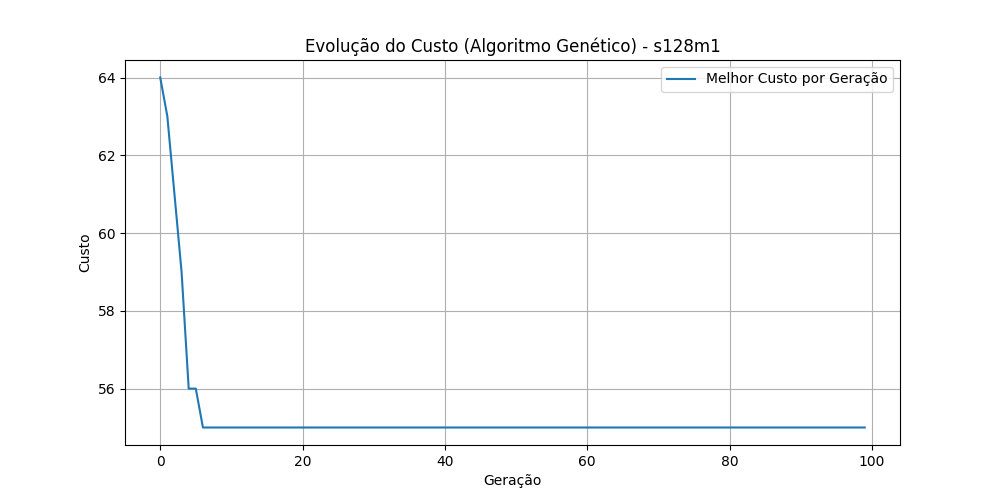 Evolução do Custo (Algoritmo Genético) - s128m1
Melhor Custo por Geração
64
62
60
58
56
Custo
0 20 40 60 80 100
Geração